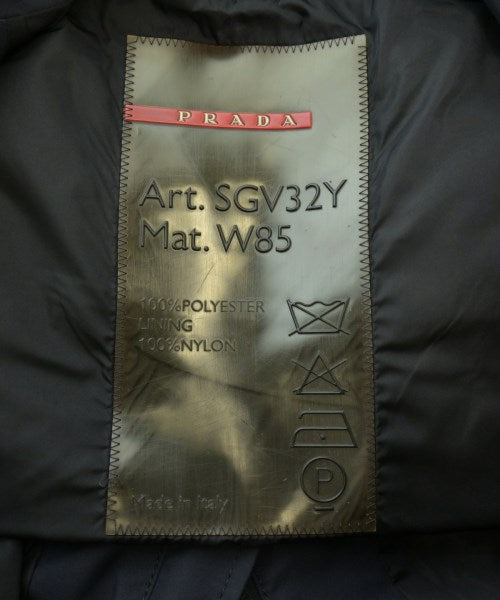 PRADA
Art. SGV32Y
Mat. W85
100%POLYESTER
LINING
100%NYLON
P
Made in Italy